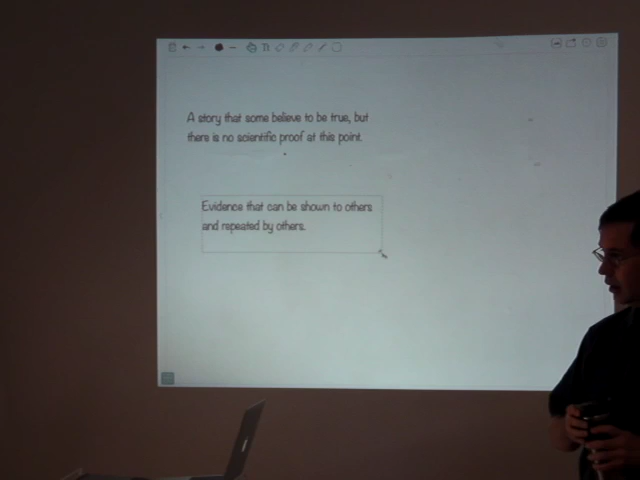 A story that some believe to be true, but
there is no scientific proof at this point.
Evidence that can be shown to others
and repeated by others.